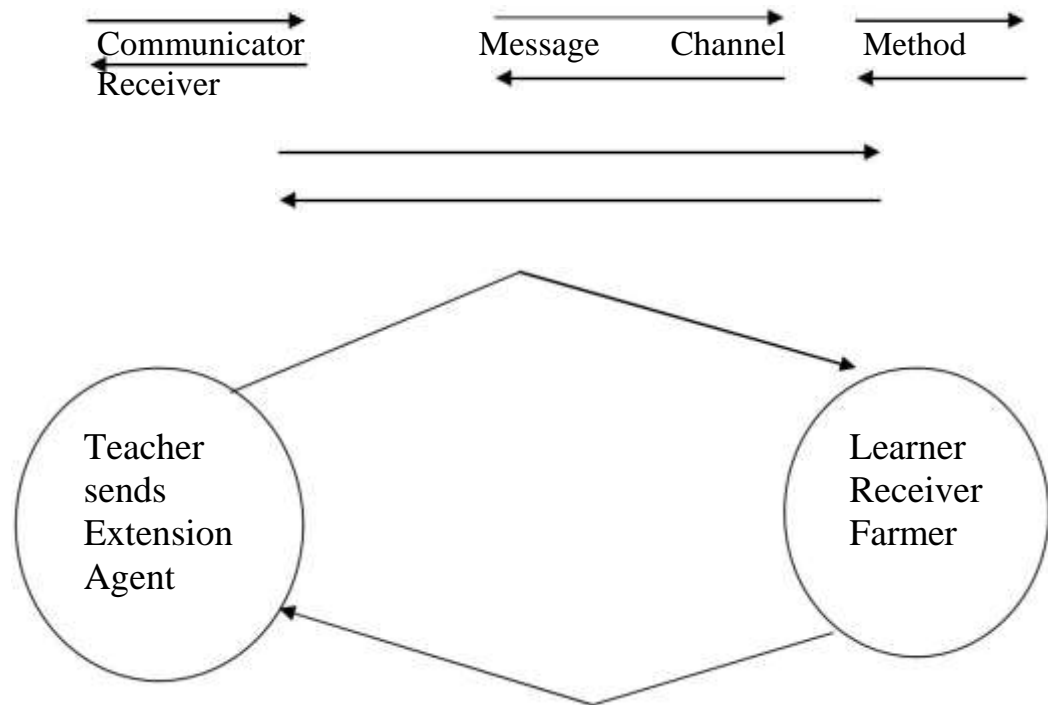 Communicator Message Channel Method
Receiver
Teacher
sends
Extension
Agent
Learner
Receiver
Farmer